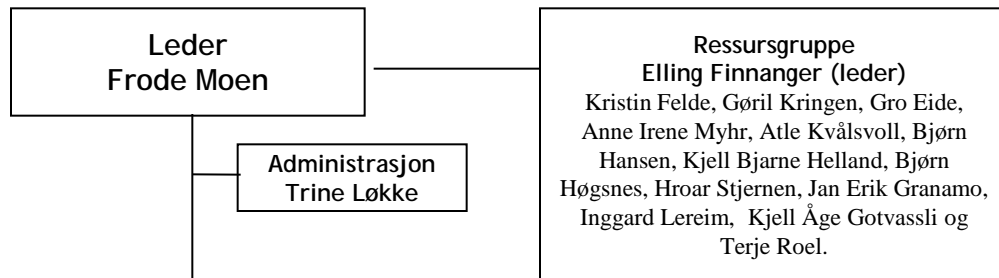 Leder
Frode Moen
Administrasjon
Trine Løkke
Ressursgruppe
Elling Finnanger (leder)
Kristin Felde, Gøril Kringen, Gro Eide,
Anne Irene Myhr, Atle Kvålsvoll, Bjørn
Hansen, Kjell Bjarne Helland, Bjørn
Høgsnes, Hroar Stjernen, Jan Erik Granamo,
Inggard Lereim, Kjell Åge Gotvassli og
Terje Roel.